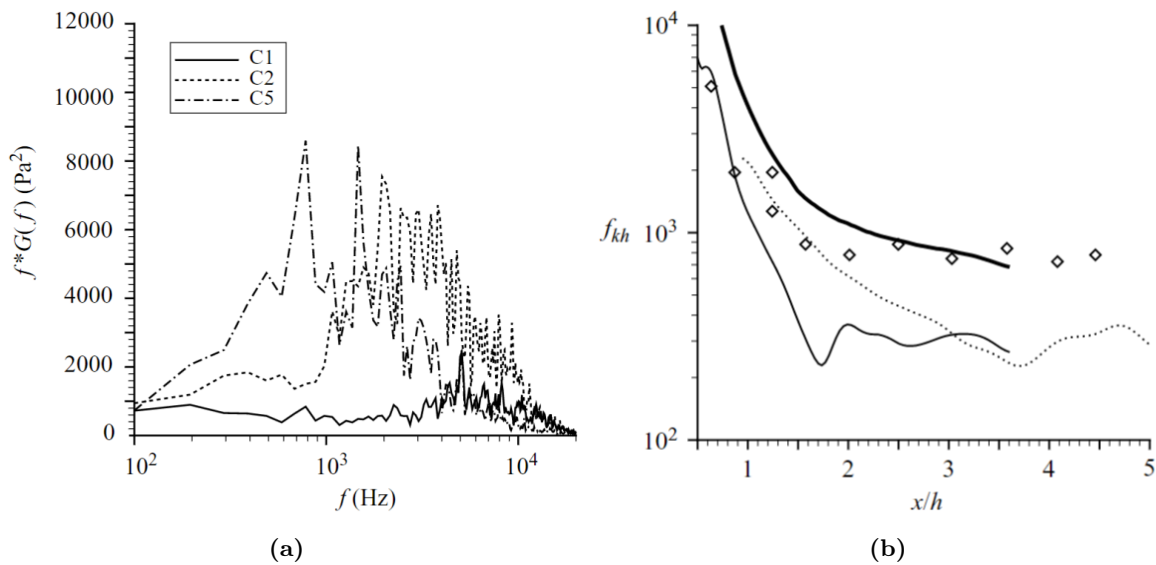 12000
10000
8000
6000
4000
2000
0
f*G(f) (Pa²)
C1
C2
C5
10² 10³ 10⁴
f (Hz)
(a)
10⁴
10³
10²
f_kh
1 2 3 4 5
x/h
(b)